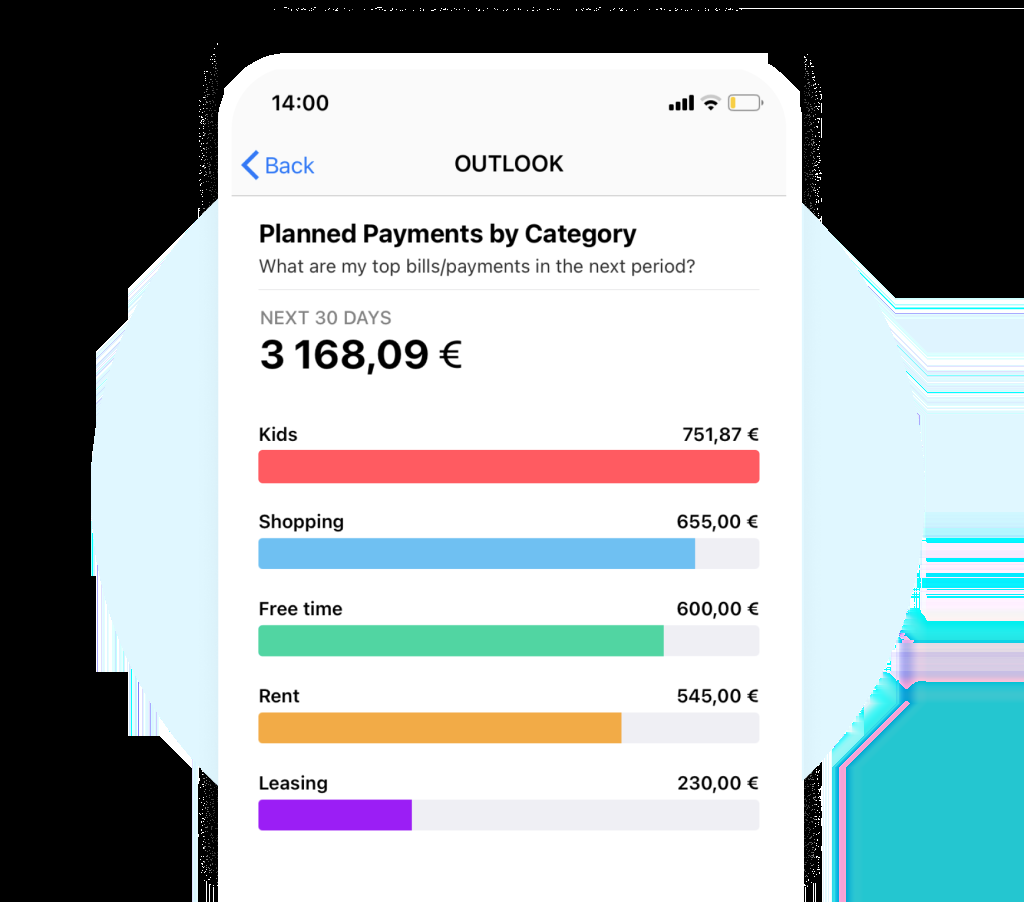 14:00
Back
OUTLOOK
Planned Payments by Category
What are my top bills/payments in the next period?
NEXT 30 DAYS
3 168,09 €
Kids 751,87 €
Shopping 655,00 €
Free time 600,00 €
Rent 545,00 €
Leasing 230,00 €